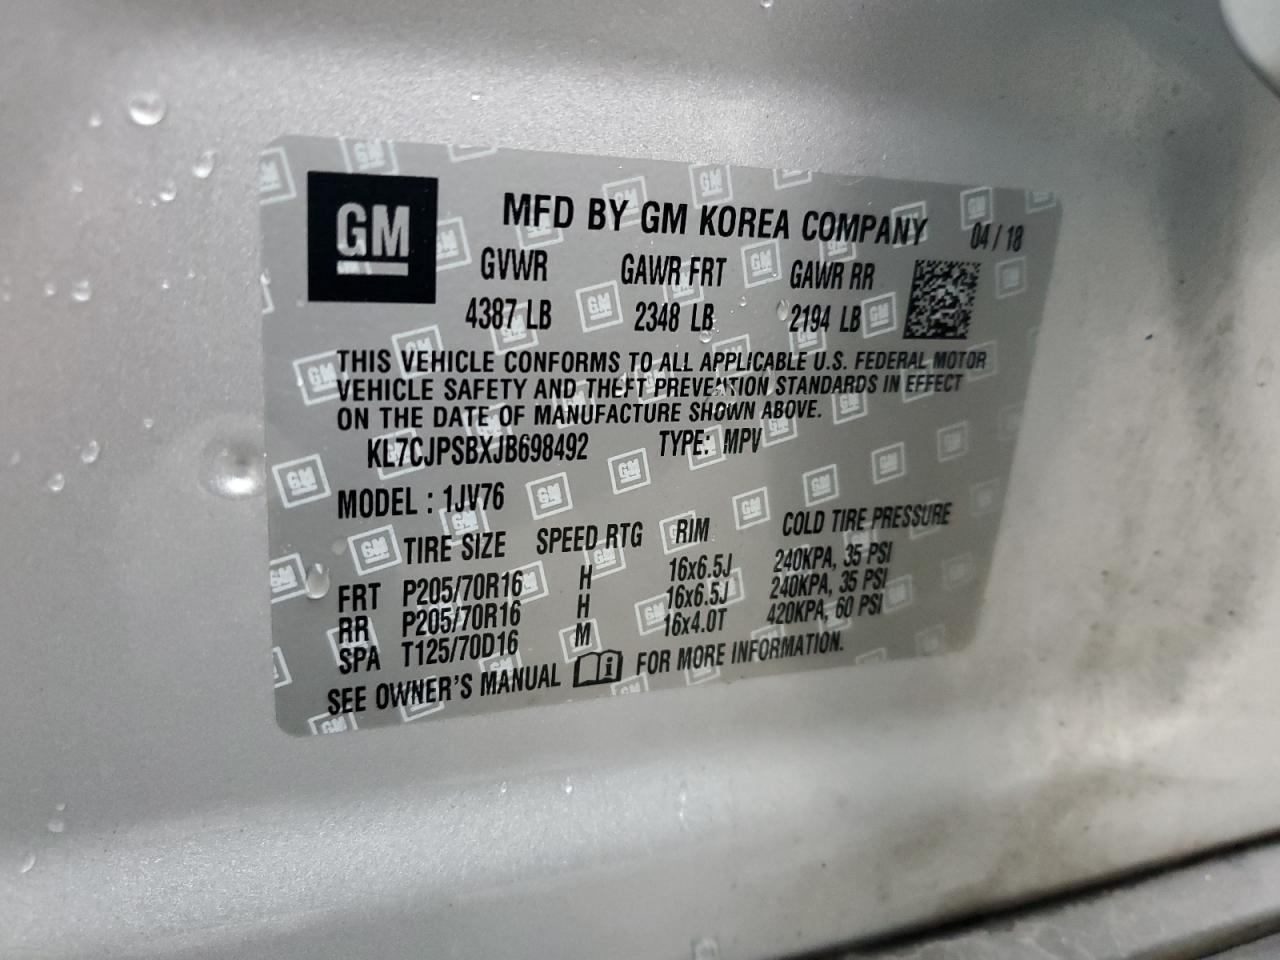 GM
MFD BY GM KOREA COMPANY 04/18
GVWR GAWR FRT GAWR RR
4387 LB 2348 LB 2194 LB
THIS VEHICLE CONFORMS TO ALL APPLICABLE U.S. FEDERAL MOTOR
VEHICLE SAFETY AND THEFT PREVENTION STANDARDS IN EFFECT
ON THE DATE OF MANUFACTURE SHOWN ABOVE.
KL7CJPSBXJB698492 TYPE: MPV
MODEL : 1JV76
TIRE SIZE SPEED RTG RIM COLD TIRE PRESSURE
FRT P205/70R16 H 16x6.5J 240KPA, 35 PSI
RR P205/70R16 H 16x6.5J 240KPA, 35 PSI
SPA T125/70D16 M 16x4.0T 420KPA, 60 PSI
SEE OWNER'S MANUAL i FOR MORE INFORMATION.